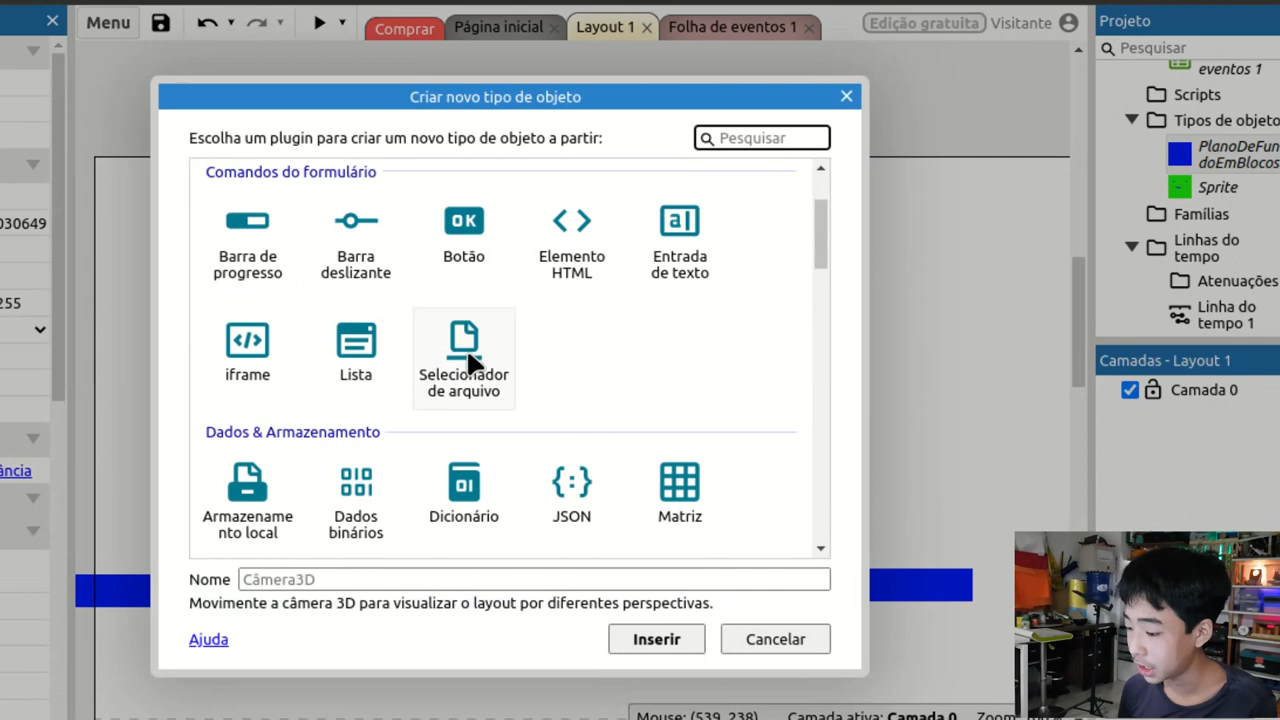 Menu
Comprar
Página inicial
Layout 1
Folha de eventos 1
Edição gratuita
Visitante
Projeto
Pesquisar
eventos 1
Scripts
Tipos de objeto
PlanoDeFun
doEmBlocos
Sprite
Famílias
Linhas do
tempo
Atenuações
Linha do
tempo 1
Camadas - Layout 1
Camada 0
030649
255
ância
Criar novo tipo de objeto
Escolha um plugin para criar um novo tipo de objeto a partir:
Pesquisar
Comandos do formulário
Barra de
progresso
Barra
deslizante
OK
Botão
Elemento
HTML
Entrada
de texto
iframe
Lista
Selecionador
de arquivo
Dados & Armazenamento
Armazename
nto local
Dados
binários
Dicionário
JSON
Matriz
Nome
Câmera3D
Movimente a câmera 3D para visualizar o layout por diferentes perspectivas.
Ajuda
Inserir
Cancelar
Mouse: (539, 238)
Camada ativa: Camada 0
Zoom